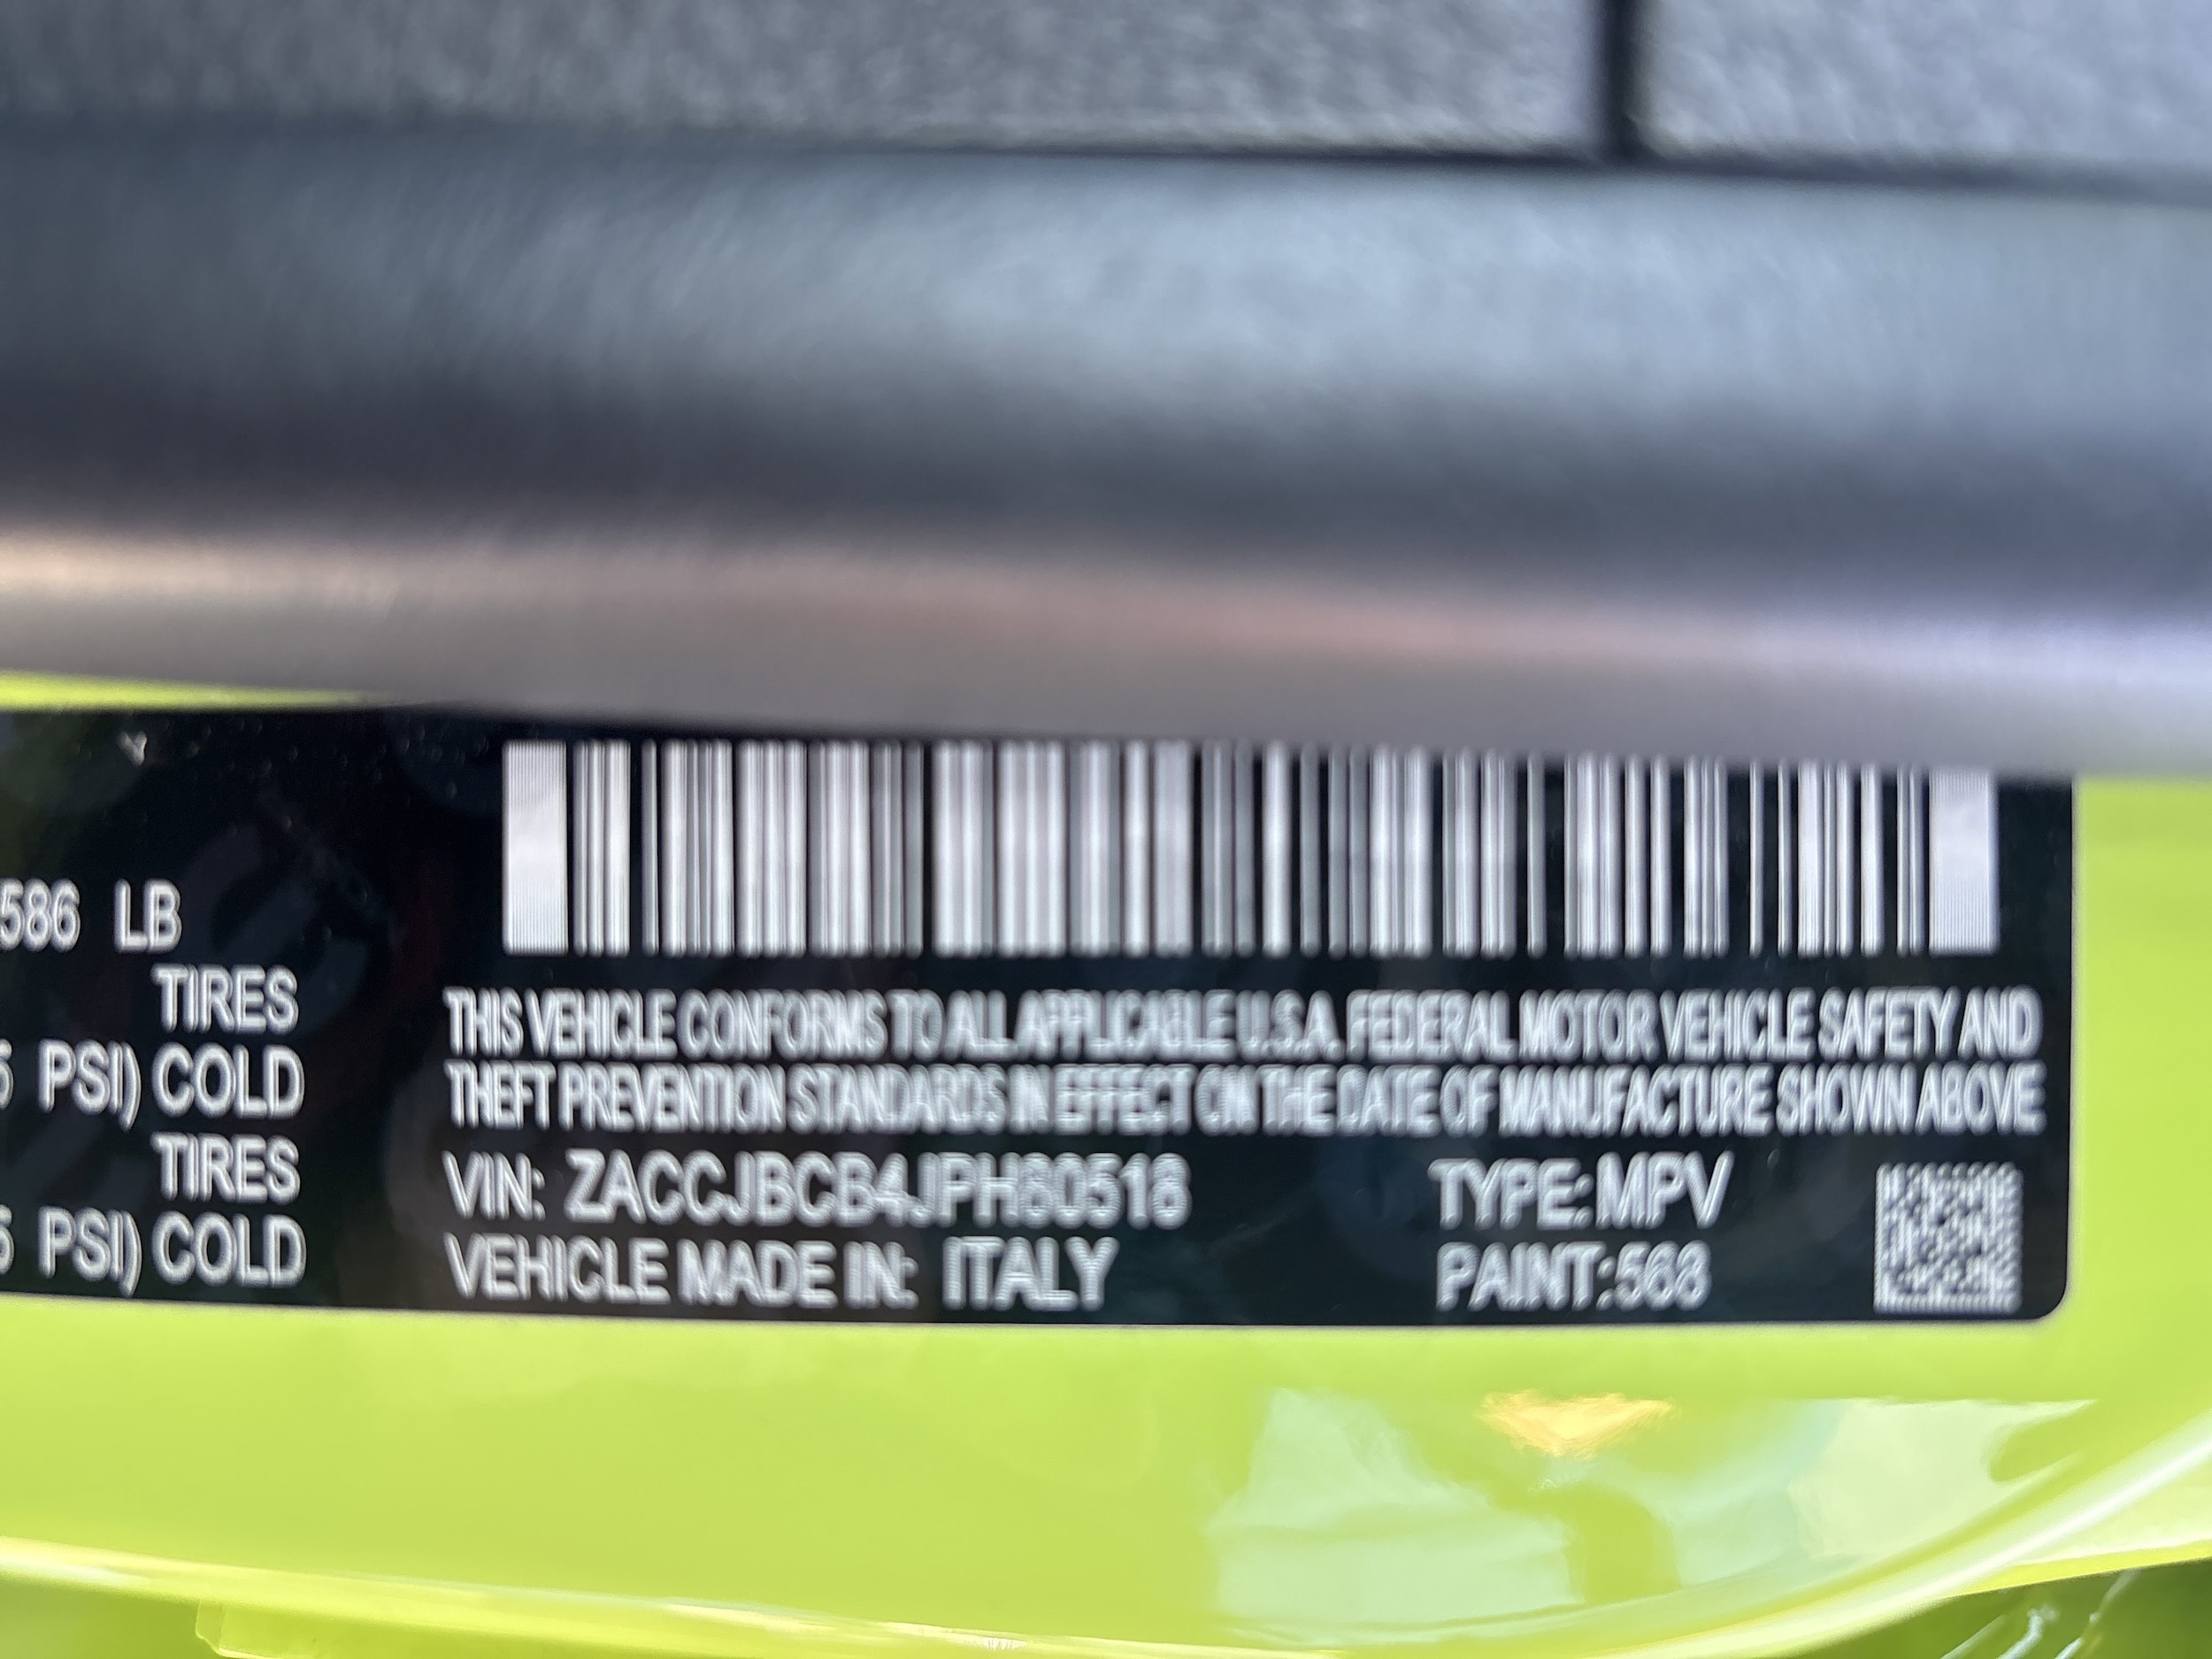 586 LB
TIRES
5 PSI) COLD
TIRES
5 PSI) COLD
THIS VEHICLE CONFORMS TO ALL APPLICABLE U.S.A. FEDERAL MOTOR VEHICLE SAFETY AND
THEFT PREVENTION STANDARDS IN EFFECT ON THE DATE OF MANUFACTURE SHOWN ABOVE
VIN: ZACCJBCB4JPH80518 TYPE: MPV
VEHICLE MADE IN: ITALY PAINT: 568